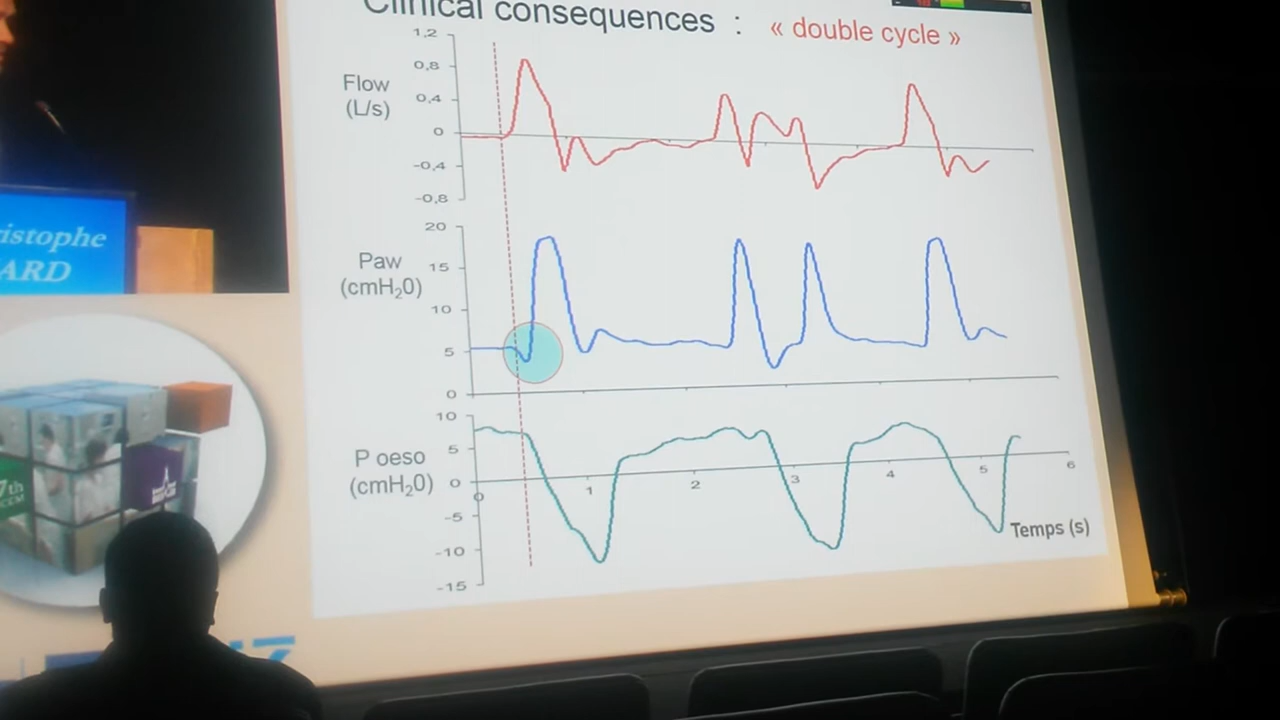 Clinical consequences : « double cycle »
1,2
0,8
0,4
0
-0,4
-0,8
Flow
(L/s)
20
15
10
5
0
Paw
(cmH₂0)
10
5
0
-5
-10
-15
P oeso
(cmH₂0)
0 1 2 3 4 5 6
Temps (s)
istophe
ARD
7th